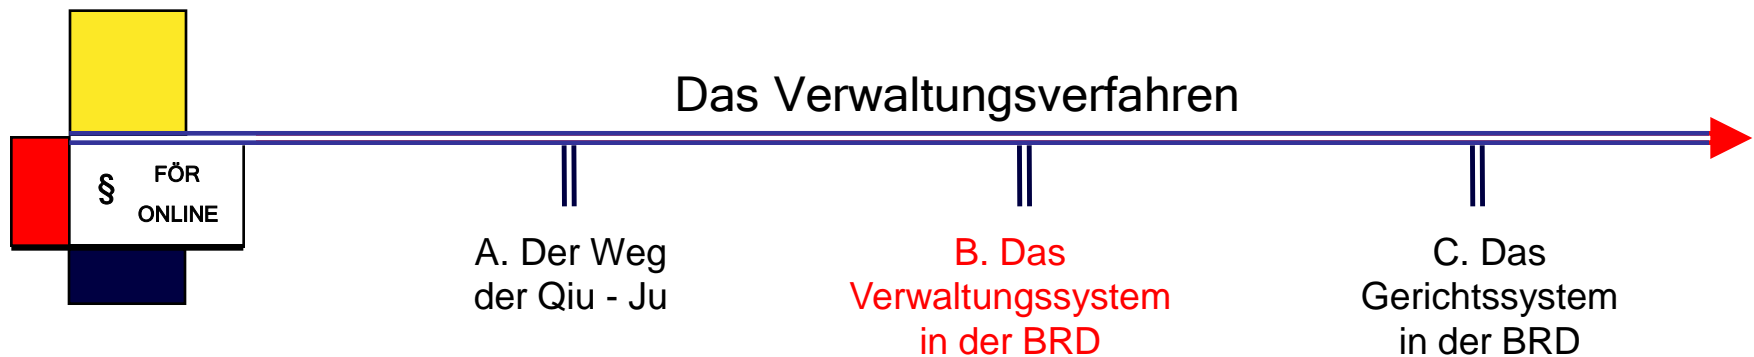 Das Verwaltungsverfahren
§ FÖR
ONLINE
A. Der Weg
der Qiu - Ju
B. Das
Verwaltungssystem
in der BRD
C. Das
Gerichtssystem
in der BRD